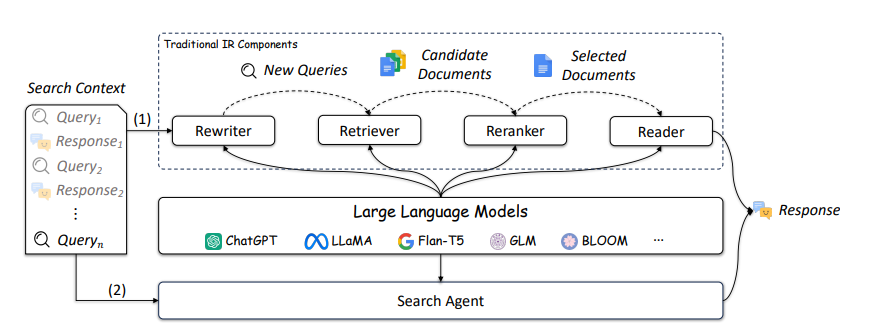 Traditional IR Components
New Queries
Candidate
Documents
Selected
Documents
Search Context
Query1
Response1
Query2
Response2
⋮
Queryn
(1)
Rewriter
Retriever
Reranker
Reader
Large Language Models
ChatGPT
LLaMA
Flan-T5
GLM
BLOOM
...
Response
(2)
Search Agent